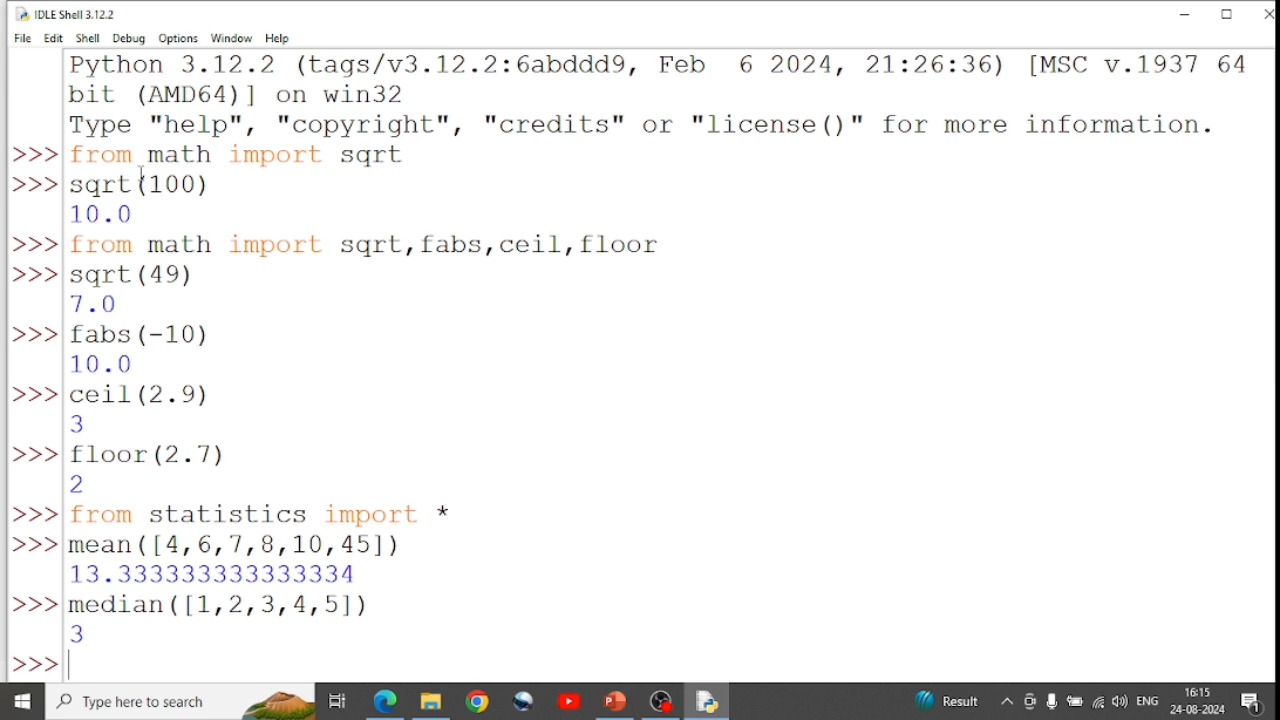 IDLE Shell 3.12.2
File Edit Shell Debug Options Window Help
Python 3.12.2 (tags/v3.12.2:6abddd9, Feb  6 2024, 21:26:36) [MSC v.1937 64
bit (AMD64)] on win32
Type "help", "copyright", "credits" or "license()" for more information.
>>> from math import sqrt
>>> sqrt(100)
10.0
>>> from math import sqrt,fabs,ceil,floor
>>> sqrt(49)
7.0
>>> fabs(-10)
10.0
>>> ceil(2.9)
3
>>> floor(2.7)
2
>>> from statistics import *
>>> mean([4,6,7,8,10,45])
13.333333333333334
>>> median([1,2,3,4,5])
3
>>>
Type here to search Result ENG 16:15
24-08-2024